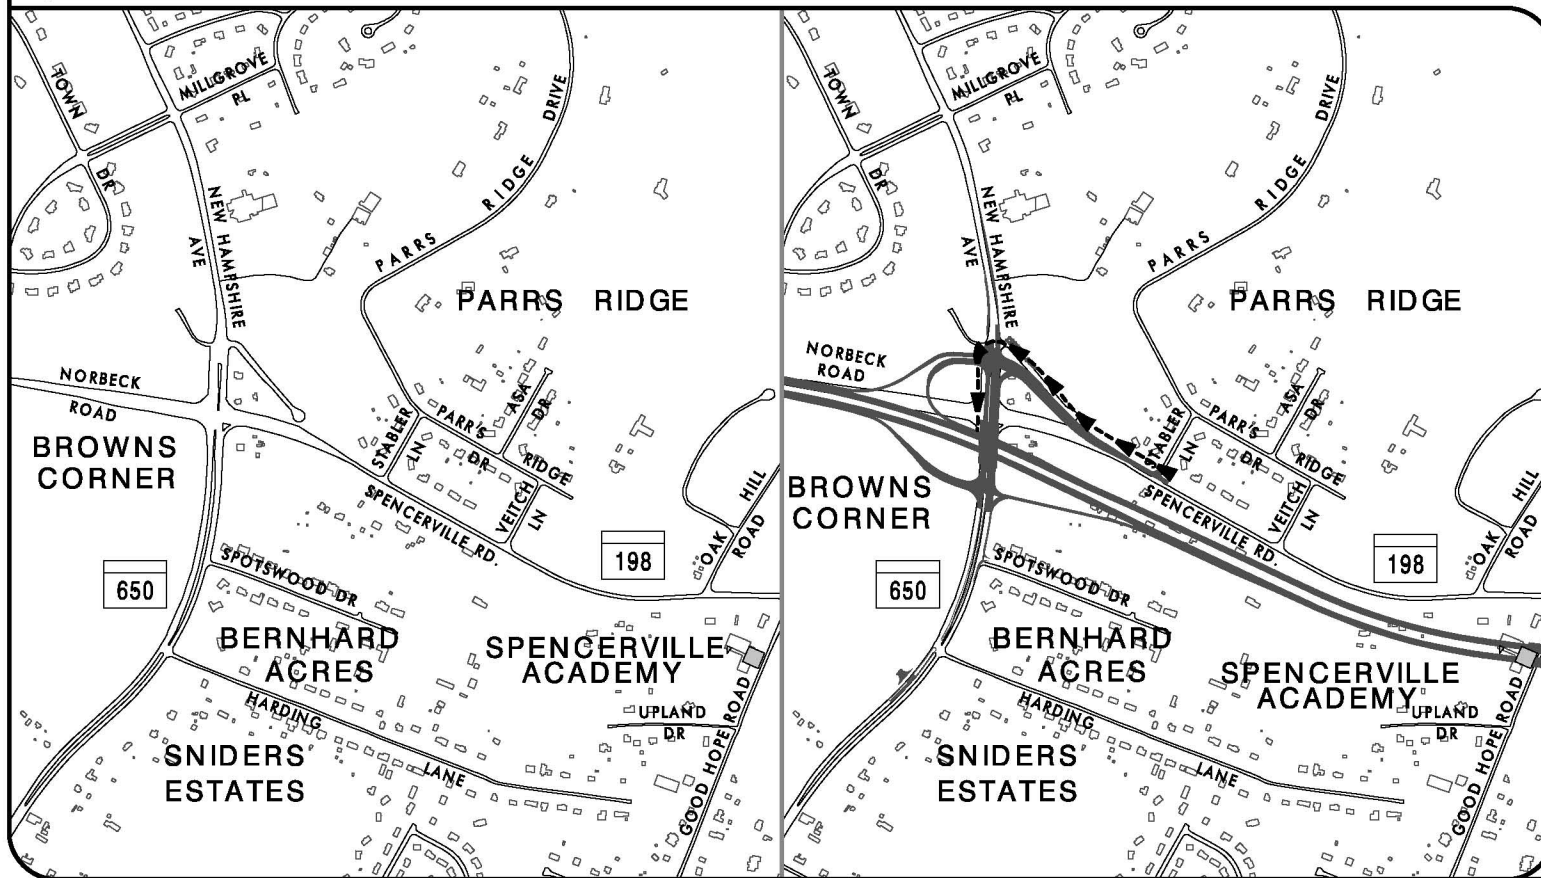 TOWN
DR
MILLGROVE
PL
NEW HAMPSHIRE
AVE
PARRS RIDGE DRIVE
PARRS RIDGE
NORBECK
ROAD
BROWNS
CORNER
STABLER
LN
PARR'S
RIDGE
DR
ASA
DR
VEITCH
LN
SPENCERVILLE RD.
OAK HILL
ROAD
198
650
SPOTSWOOD DR
BERNHARD
ACRES
SPENCERVILLE
ACADEMY
HARDING
LANE
UPLAND
DR
GOOD HOPE ROAD
SNIDERS
ESTATES
TOWN
DR
MILLGROVE
PL
NEW HAMPSHIRE
AVE
PARRS RIDGE DRIVE
PARRS RIDGE
NORBECK
ROAD
BROWNS
CORNER
STABLER
LN
PARR'S
RIDGE
DR
ASA
DR
VEITCH
LN
SPENCERVILLE RD.
OAK HILL
ROAD
198
650
SPOTSWOOD DR
BERNHARD
ACRES
SPENCERVILLE
ACADEMY
HARDING
LANE
UPLAND
DR
GOOD HOPE ROAD
SNIDERS
ESTATES